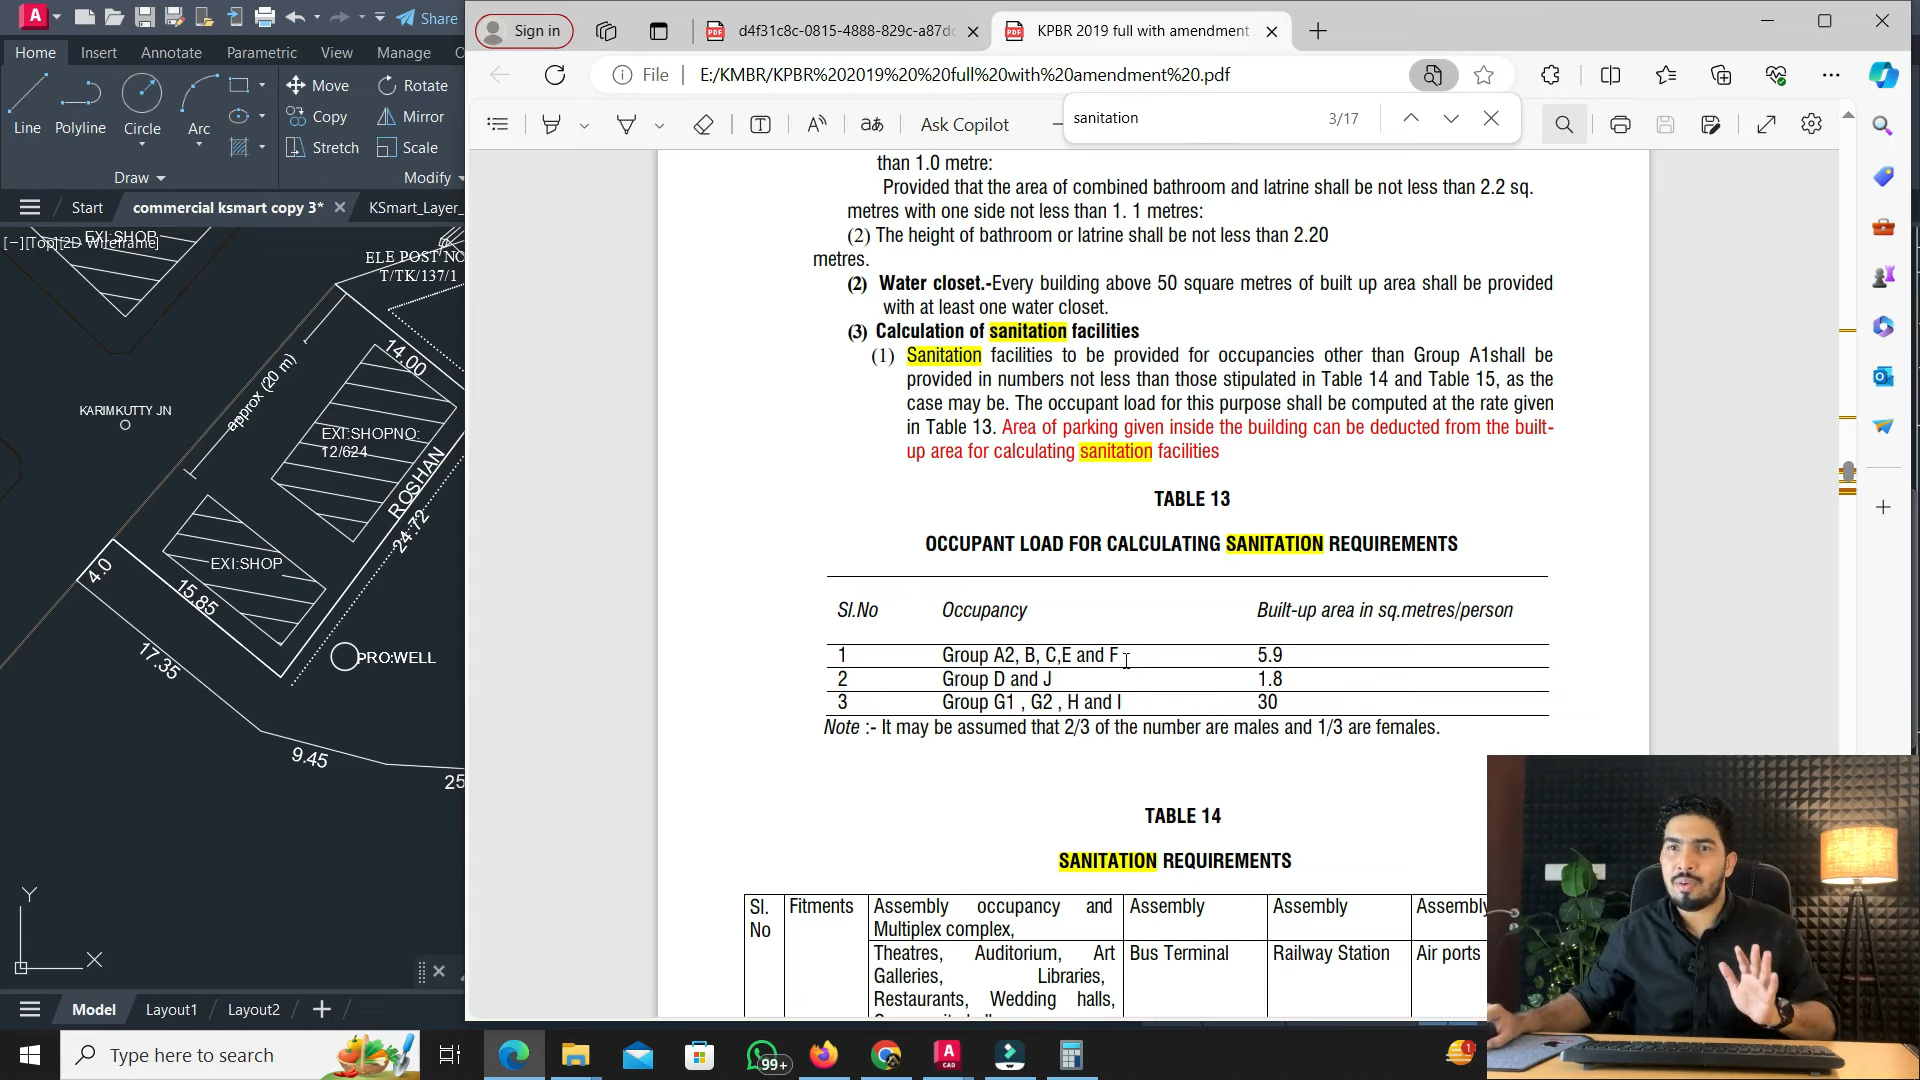 Share
Home Insert Annotate Parametric View Manage
Line Polyline Circle Arc
Move Rotate
Copy Mirror
Stretch Scale
Draw Modify
Start commercial ksmart copy 3* KSmart_Layer_
[−][Top][2D Wireframe]
EXI:SHOP
ELE POST NO
T/TK/137/1
14.00
approx (20 m)
KARIMKUTTY JN
EXI:SHOPNO:
12/624
ROSHAN
24.72
EXI:SHOP
4.0
15.85
PRO:WELL
17.35
9.45
25
Y
X
Model Layout1 Layout2
Sign in
d4f31c8c-0815-4888-829c-a87d
KPBR 2019 full with amendment
File E:/KMBR/KPBR%202019%20%20full%20with%20amendment%20.pdf
Ask Copilot
sanitation 3/17
than 1.0 metre:
Provided that the area of combined bathroom and latrine shall be not less than 2.2 sq.
metres with one side not less than 1. 1 metres:
(2) The height of bathroom or latrine shall be not less than 2.20
metres.
(2) Water closet.-Every building above 50 square metres of built up area shall be provided
with at least one water closet.
(3) Calculation of sanitation facilities
(1) Sanitation facilities to be provided for occupancies other than Group A1shall be
provided in numbers not less than those stipulated in Table 14 and Table 15, as the
case may be. The occupant load for this purpose shall be computed at the rate given
in Table 13. Area of parking given inside the building can be deducted from the built-
up area for calculating sanitation facilities
TABLE 13
OCCUPANT LOAD FOR CALCULATING SANITATION REQUIREMENTS
Sl.No Occupancy Built-up area in sq.metres/person
1 Group A2, B, C,E and F 5.9
2 Group D and J 1.8
3 Group G1 , G2 , H and I 30
Note :- It may be assumed that 2/3 of the number are males and 1/3 are females.
TABLE 14
SANITATION REQUIREMENTS
Sl. Fitments Assembly occupancy and Assembly Assembly Assembly
No Multiplex complex,
Theatres, Auditorium, Art Bus Terminal Railway Station Air ports
Galleries, Libraries,
Restaurants, Wedding halls,
Type here to search
99+
1